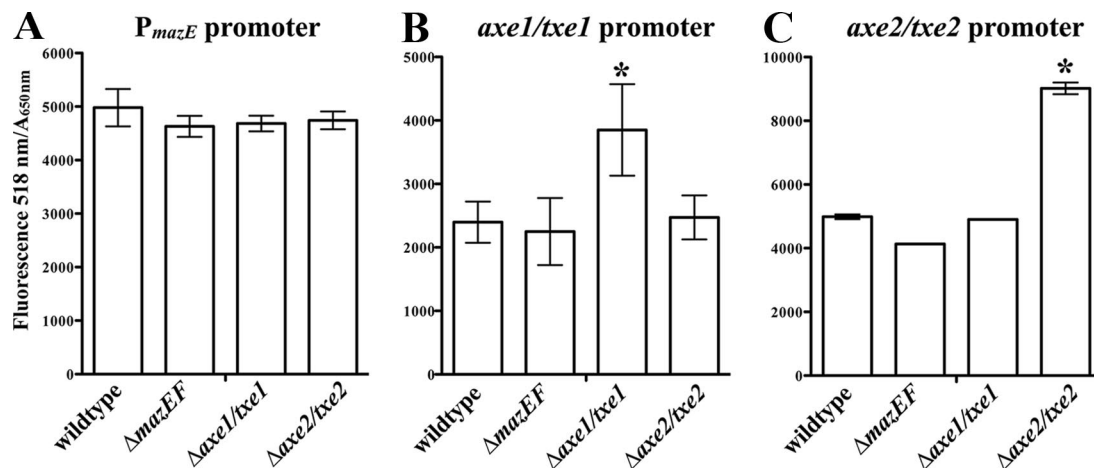 A P_mazE promoter
Fluorescence 518 nm/A_650nm
6000
5000
4000
3000
2000
1000
0
wildtype
ΔmazEF
Δaxe1/txe1
Δaxe2/txe2
B axe1/txe1 promoter
5000
4000
3000
2000
1000
0
*
wildtype
ΔmazEF
Δaxe1/txe1
Δaxe2/txe2
C axe2/txe2 promoter
10000
8000
6000
4000
2000
0
*
wildtype
ΔmazEF
Δaxe1/txe1
Δaxe2/txe2